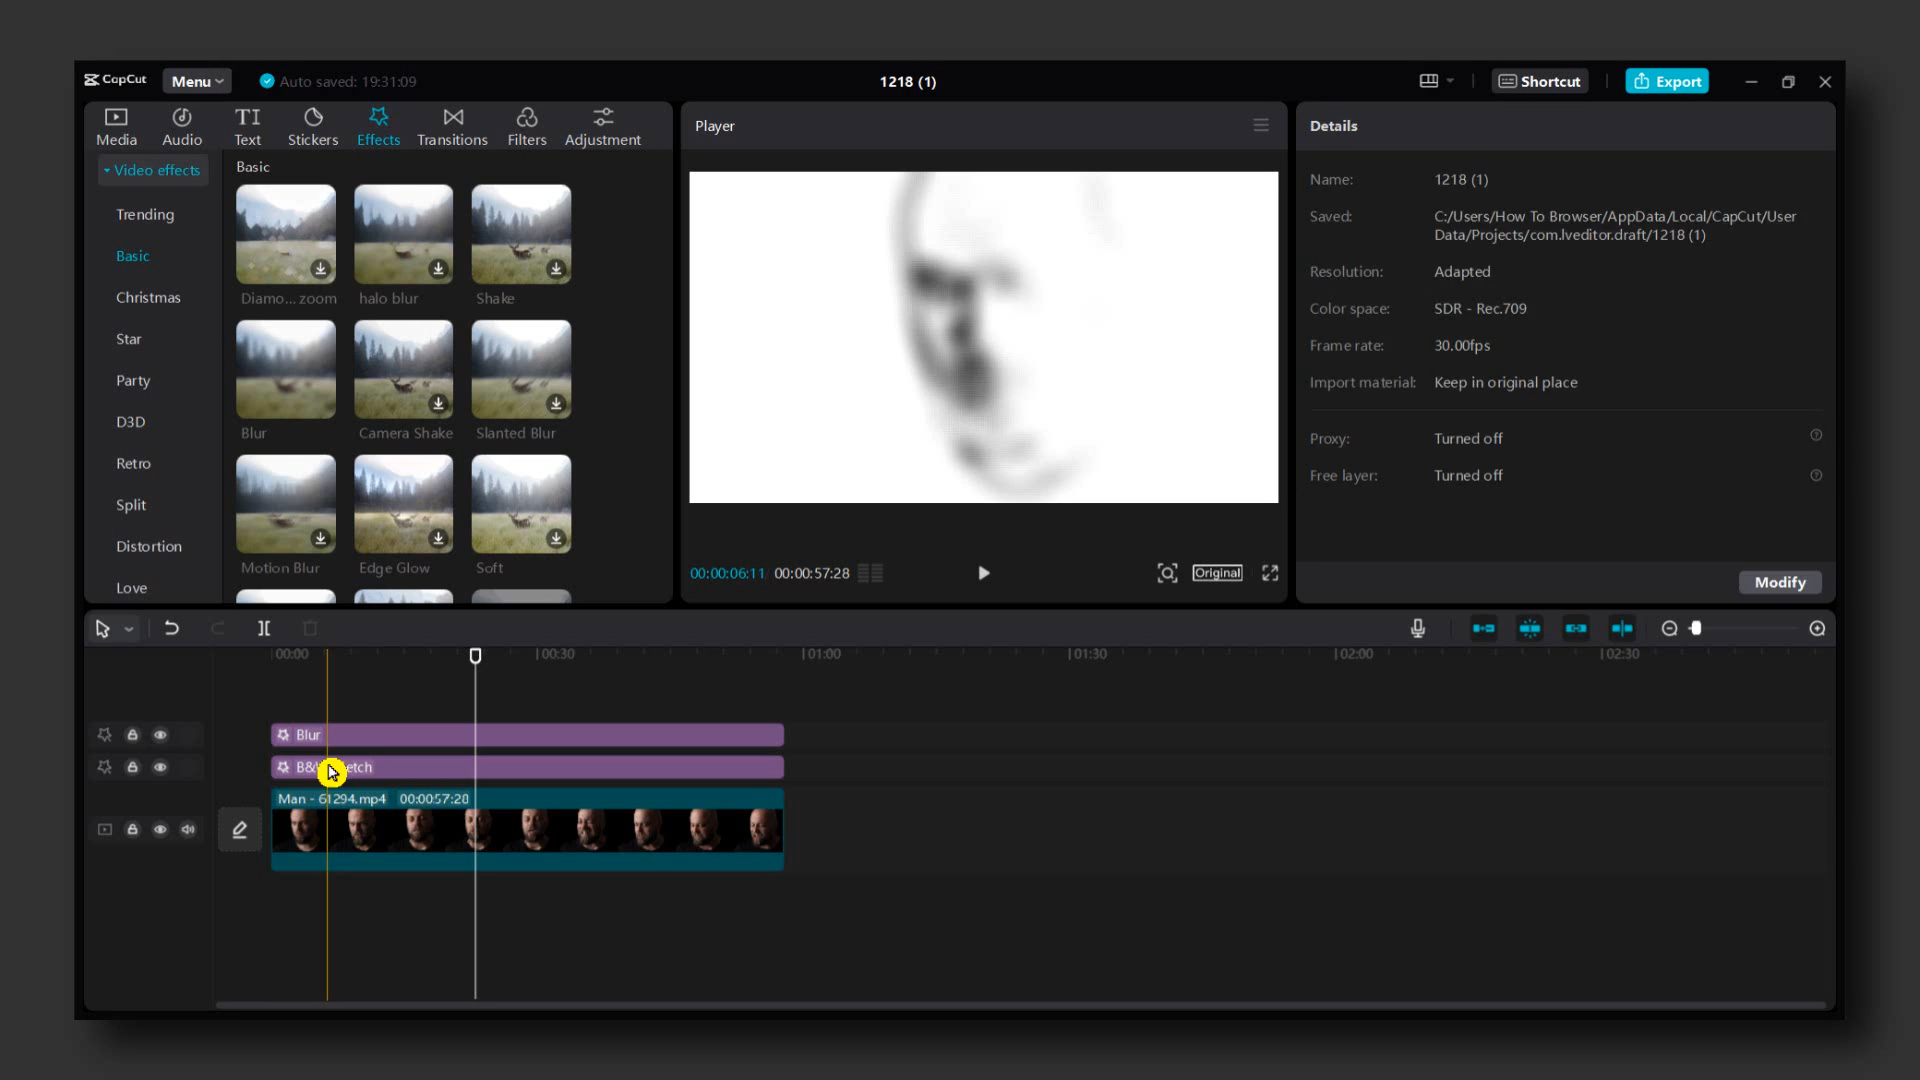 CapCut
Menu
Auto saved: 19:31:09
1218 (1)
Shortcut
Export
Media
Audio
Text
Stickers
Effects
Transitions
Filters
Adjustment
Video effects
Trending
Basic
Christmas
Star
Party
D3D
Retro
Split
Distortion
Love
Basic
Diamo... zoom
halo blur
Shake
Blur
Camera Shake
Slanted Blur
Motion Blur
Edge Glow
Soft
Player
00:00:06:11 00:00:57:28
Original
Details
Name: 1218 (1)
Saved: C:/Users/How To Browser/AppData/Local/CapCut/User
Data/Projects/com.lveditor.draft/1218 (1)
Resolution: Adapted
Color space: SDR - Rec.709
Frame rate: 30.00fps
Import material: Keep in original place
Proxy: Turned off
Free layer: Turned off
Modify
00:00
00:30
01:00
01:30
02:00
02:30
Blur
Man - 61294.mp4 00:00:57:28